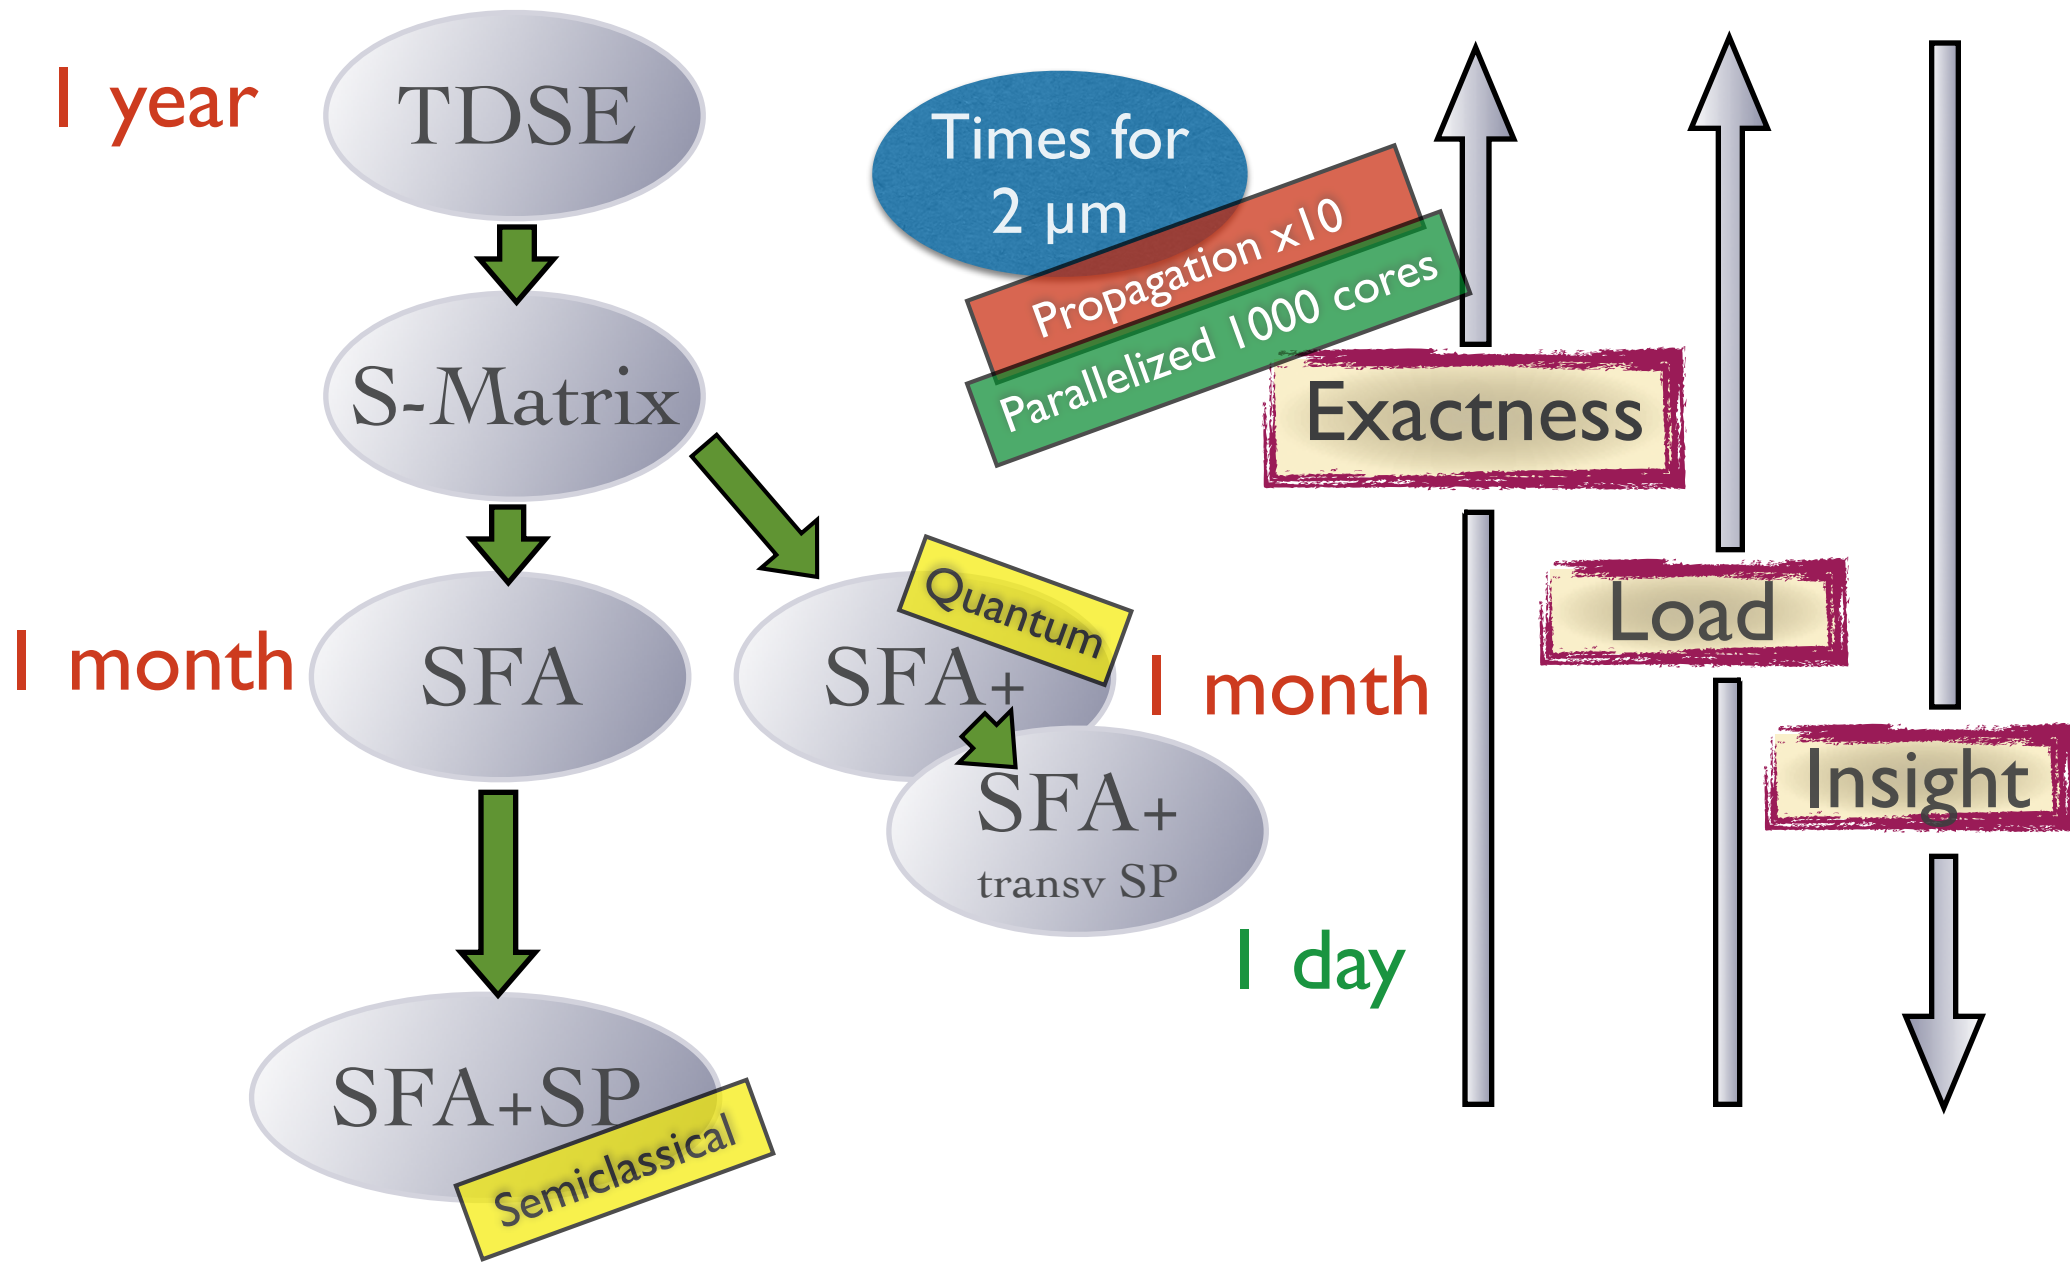 1 year
TDSE
Times for
2 µm
Propagation x10
Parallelized 1000 cores
S-Matrix
Exactness
Quantum
Load
1 month
SFA
SFA+
1 month
Insight
SFA+
transv SP
1 day
SFA+SP
Semiclassical